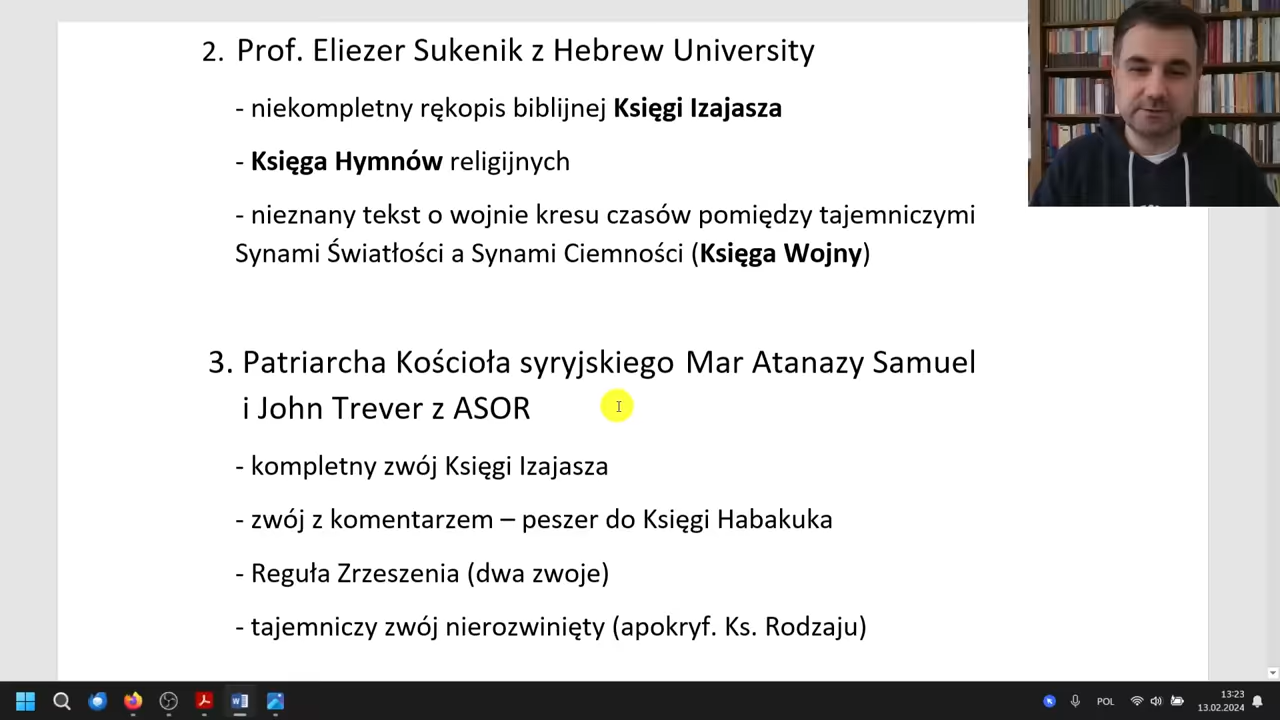 2. Prof. Eliezer Sukenik z Hebrew University
- niekompletny rękopis biblijnej Księgi Izajasza
- Księga Hymnów religijnych
- nieznany tekst o wojnie kresu czasów pomiędzy tajemniczymi
Synami Światłości a Synami Ciemności (Księga Wojny)
3. Patriarcha Kościoła syryjskiego Mar Atanazy Samuel
i John Trever z ASOR
- kompletny zwój Księgi Izajasza
- zwój z komentarzem – peszer do Księgi Habakuka
- Reguła Zrzeszenia (dwa zwoje)
- tajemniczy zwój nierozwinięty (apokryf. Ks. Rodzaju)
POL
13:23
13.02.2024